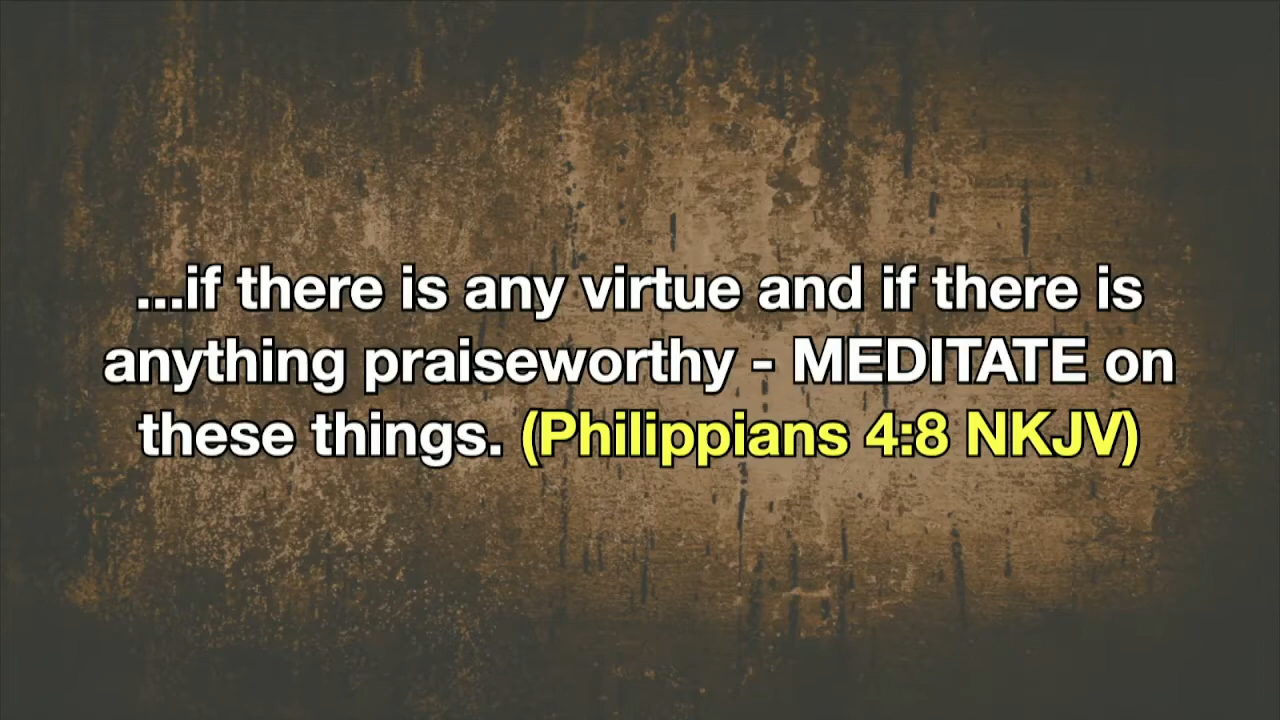 ...if there is any virtue and if there is
anything praiseworthy - MEDITATE on
these things. (Philippians 4:8 NKJV)